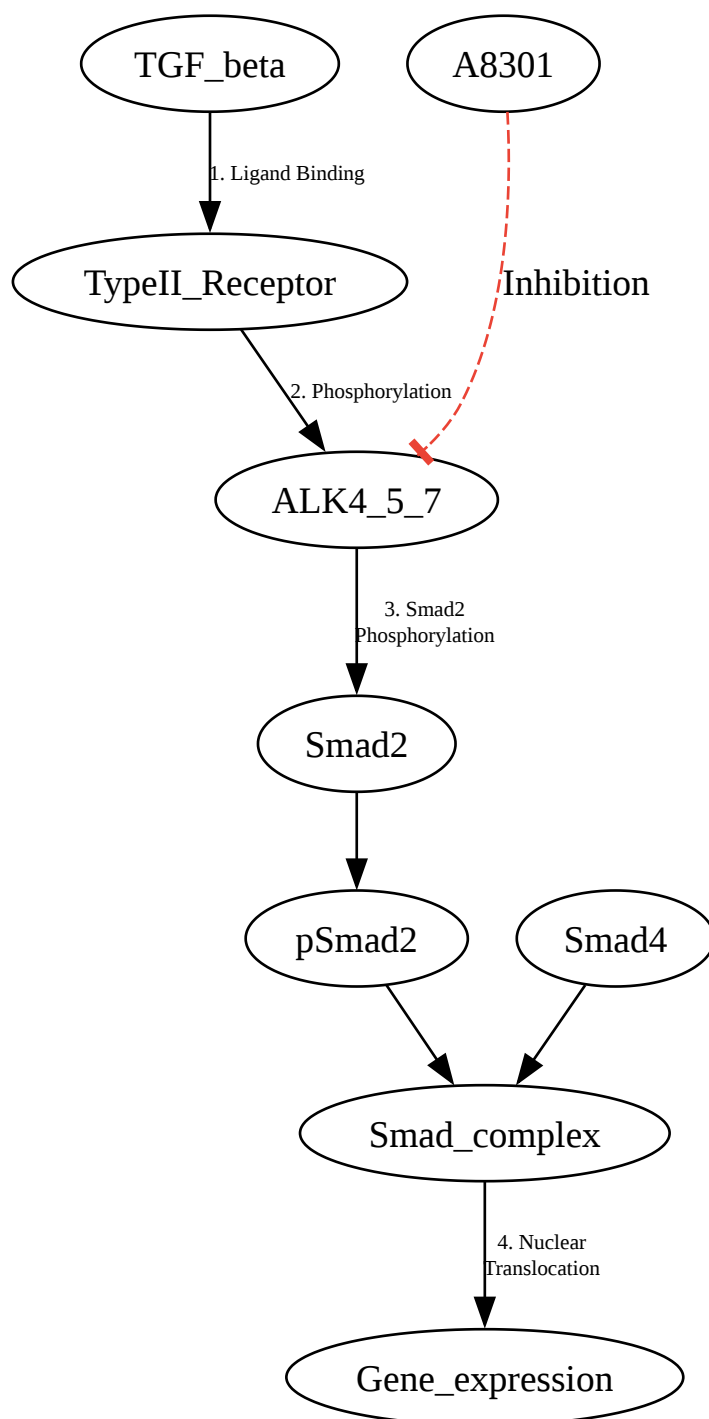 TGF_beta
A8301
1. Ligand Binding
TypeII_Receptor
Inhibition
2. Phosphorylation
ALK4_5_7
3. Smad2
Phosphorylation
Smad2
pSmad2
Smad4
Smad_complex
4. Nuclear
Translocation
Gene_expression